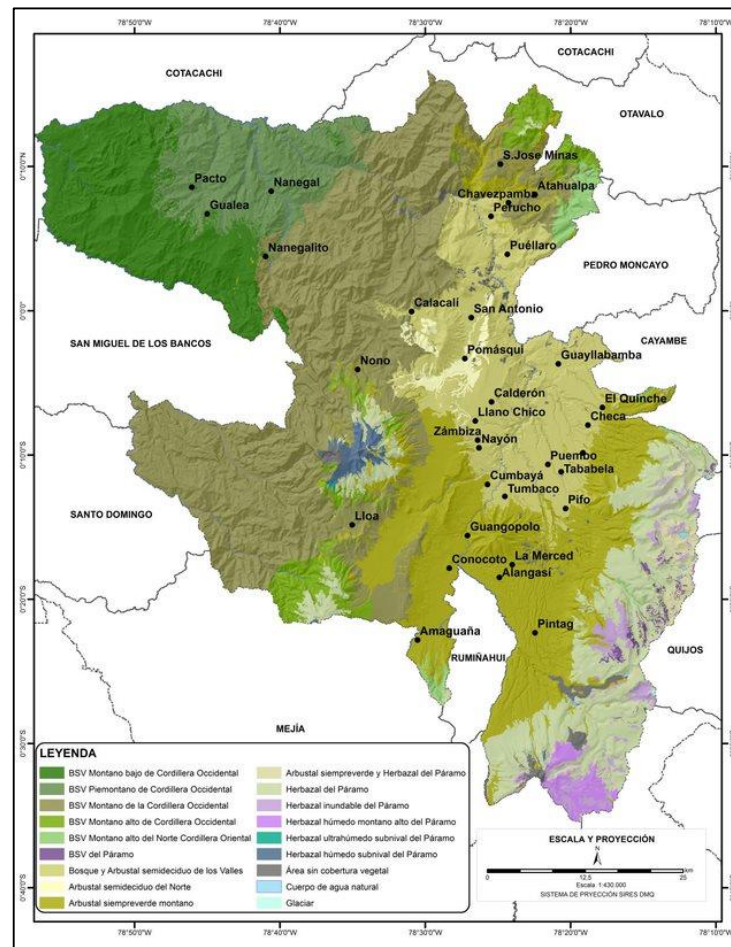 78°50'0"W 78°40'0"W 78°30'0"W 78°20'0"W 78°10'0"W
COTACACHI
COTACACHI
OTAVALO
0°10'0"N
S.Jose Minas
Pacto
Nanegal
Atahualpa
Chavezpamba
Gualea
Perucho
Nanegalito
Puéllaro
PEDRO MONCAYO
0°0'0"
Calacalí
San Antonio
SAN MIGUEL DE LOS BANCOS
CAYAMBE
Pomásqui
Guayllabamba
Nono
Calderón
El Quinche
Llano Chico
Checa
Zámbiza
Nayón
0°10'0"S
Puembo
Tababela
Cumbayá
Tumbaco
Pifo
SANTO DOMINGO
Lloa
Guangopolo
La Merced
Conocoto
Alangasí
0°20'0"S
Amaguaña
Pintag
RUMIÑAHUI
QUIJOS
MEJÍA
0°30'0"S
LEYENDA
BSV Montano bajo de Cordillera Occidental
BSV Piemontano de Cordillera Occidental
BSV Montano de la Cordillera Occidental
BSV Montano alto de Cordillera Occidental
BSV Montano alto del Norte Cordillera Oriental
BSV del Páramo
Bosque y Arbustal semideciduo de los Valles
Arbustal semideciduo del Norte
Arbustal siempreverde montano
Arbustal siempreverde y Herbazal del Páramo
Herbazal del Páramo
Herbazal inundable del Páramo
Herbazal húmedo montano alto del Páramo
Herbazal ultrahúmedo subnival del Páramo
Herbazal húmedo subnival del Páramo
Área sin cobertura vegetal
Cuerpo de agua natural
Glaciar
ESCALA Y PROYECCIÓN
N
0 12,5 25
km
Escala 1:430.000
SISTEMA DE PRYECCIÓN SIRES DMQ
0°40'0"S
78°50'0"W 78°40'0"W 78°30'0"W 78°20'0"W 78°10'0"W